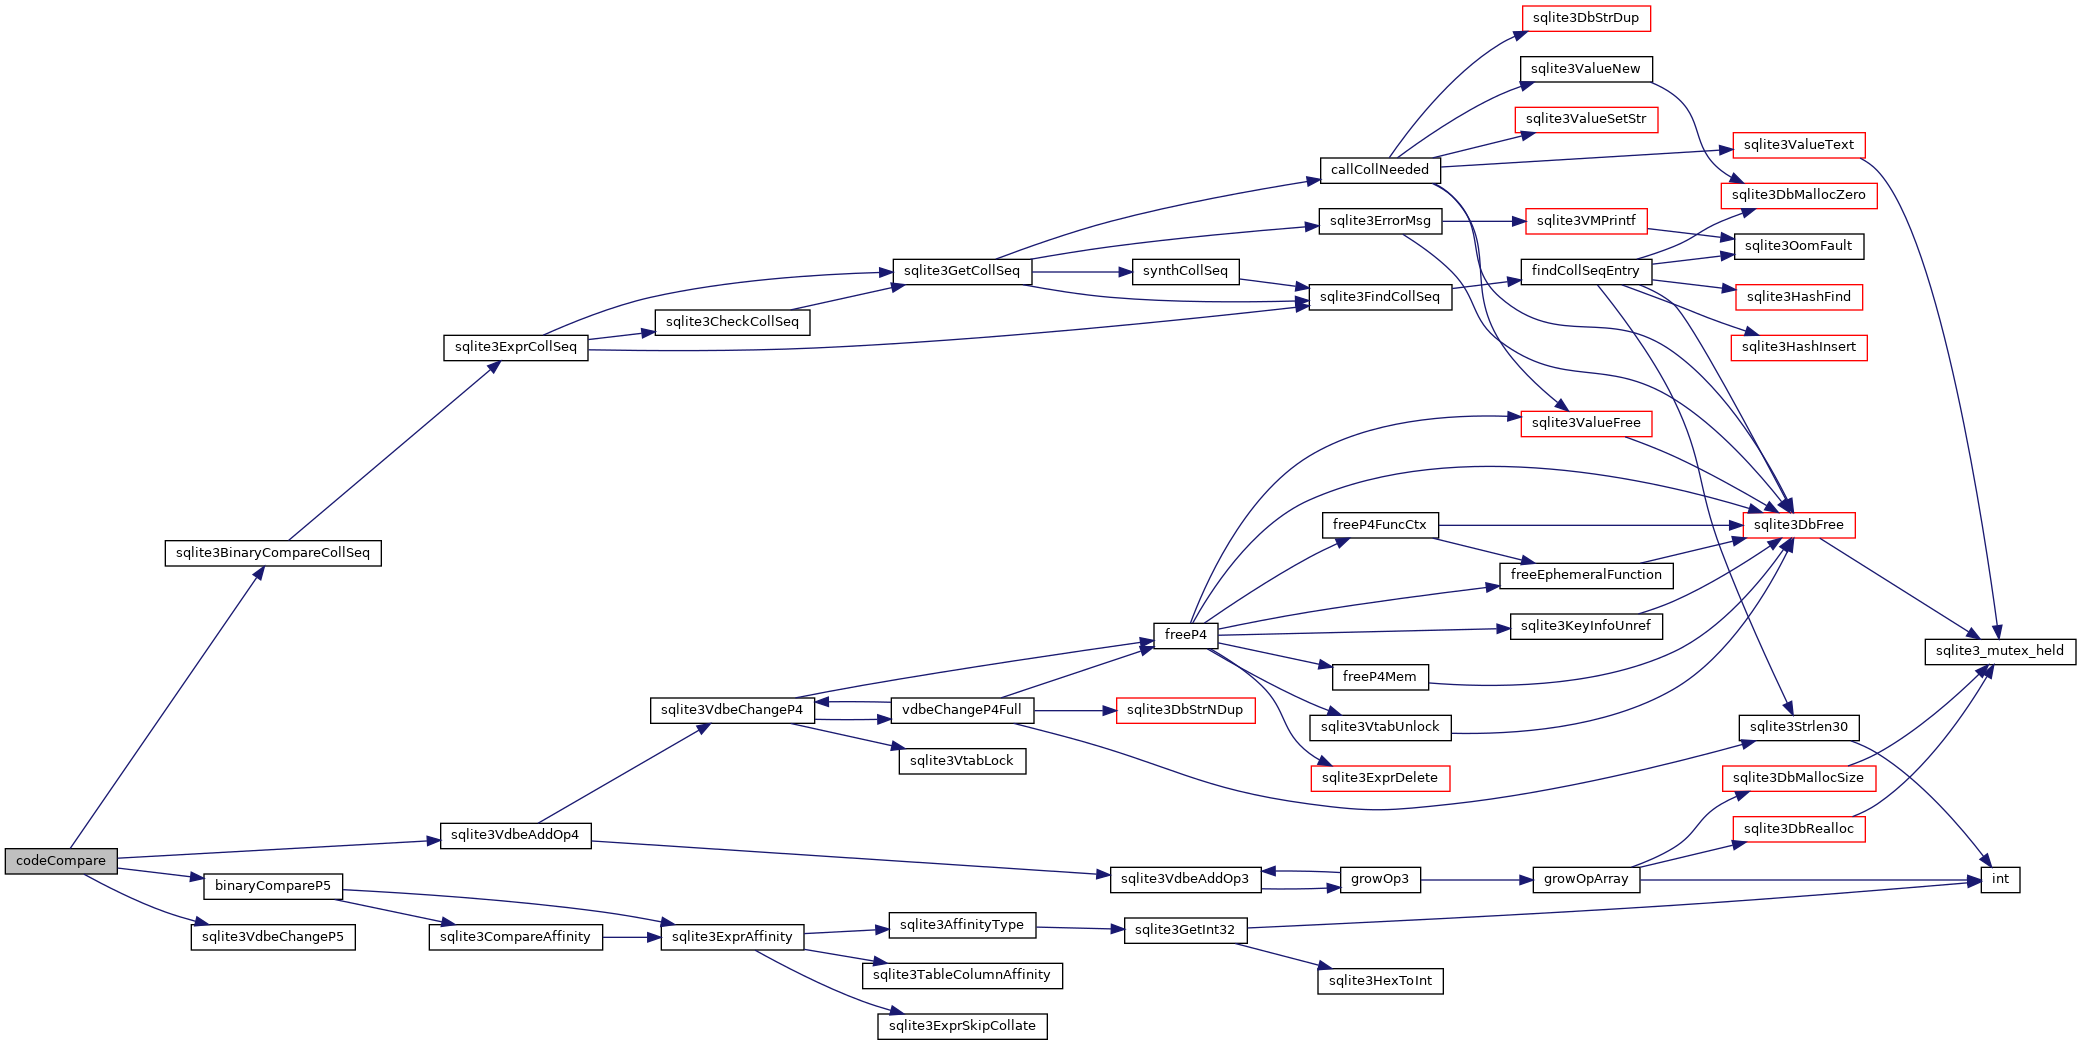 sqlite3DbStrDup
sqlite3ValueNew
sqlite3ValueSetStr
sqlite3ValueText
callCollNeeded
sqlite3DbMallocZero
sqlite3ErrorMsg
sqlite3VMPrintf
sqlite3OomFault
sqlite3GetCollSeq
synthCollSeq
findCollSeqEntry
sqlite3FindCollSeq
sqlite3HashFind
sqlite3CheckCollSeq
sqlite3ExprCollSeq
sqlite3HashInsert
sqlite3ValueFree
freeP4FuncCtx
sqlite3DbFree
sqlite3BinaryCompareCollSeq
freeEphemeralFunction
sqlite3KeyInfoUnref
freeP4
sqlite3_mutex_held
freeP4Mem
sqlite3VdbeChangeP4
vdbeChangeP4Full
sqlite3DbStrNDup
sqlite3VtabUnlock
sqlite3Strlen30
sqlite3VtabLock
sqlite3ExprDelete
sqlite3DbMallocSize
sqlite3VdbeAddOp4
sqlite3DbRealloc
codeCompare
sqlite3VdbeAddOp3
growOp3
growOpArray
int
binaryCompareP5
sqlite3AffinityType
sqlite3GetInt32
sqlite3VdbeChangeP5
sqlite3CompareAffinity
sqlite3ExprAffinity
sqlite3TableColumnAffinity
sqlite3HexToInt
sqlite3ExprSkipCollate